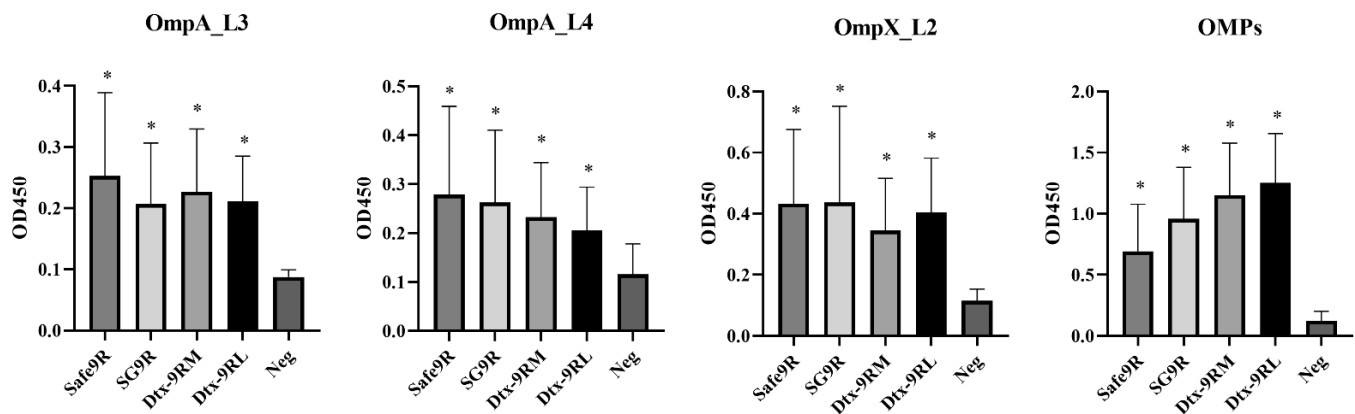 OmpA_L3
OD450
0.4
0.3
0.2
0.1
0.0
*
*
*
*
Safe9R
SG9R
Dtx-9RM
Dtx-9RL
Neg
OmpA_L4
OD450
0.5
0.4
0.3
0.2
0.1
0.0
*
*
*
*
Safe9R
SG9R
Dtx-9RM
Dtx-9RL
Neg
OmpX_L2
OD450
0.8
0.6
0.4
0.2
0.0
*
*
*
*
Safe9R
SG9R
Dtx-9RM
Dtx-9RL
Neg
OMPs
OD450
2.0
1.5
1.0
0.5
0.0
*
*
*
*
Safe9R
SG9R
Dtx-9RM
Dtx-9RL
Neg